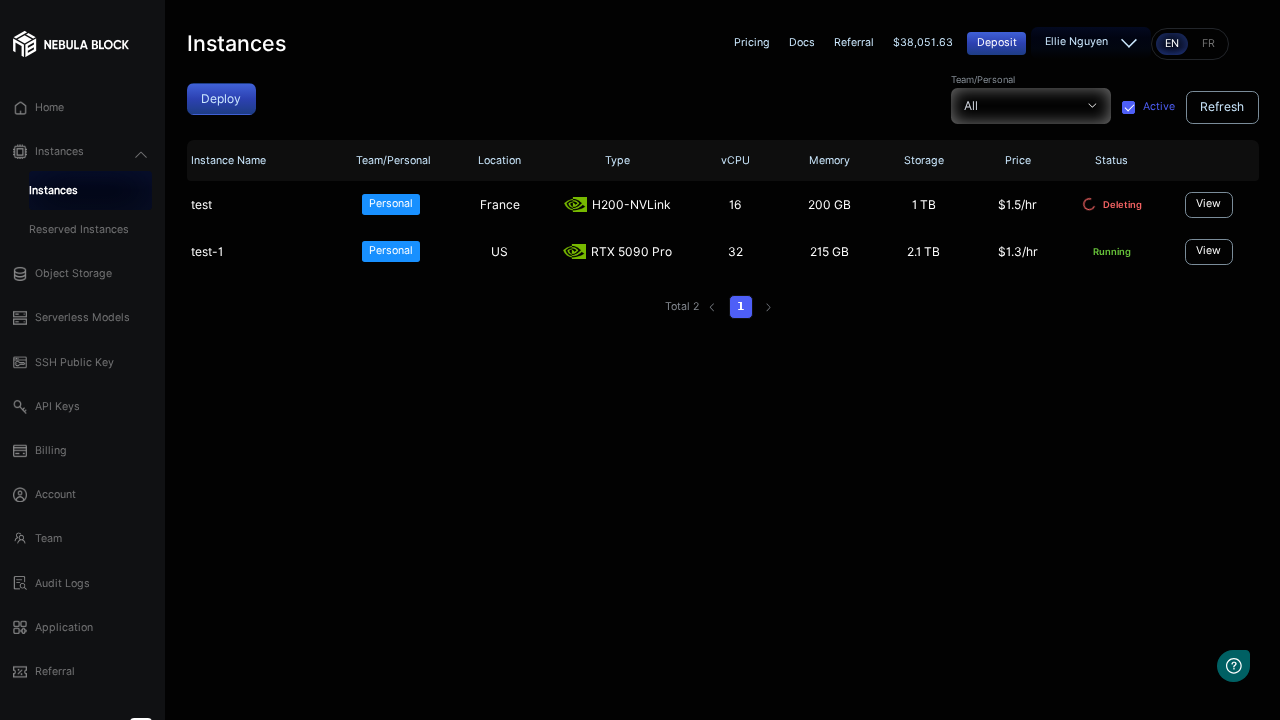 NEBULA BLOCK
Home
Instances
Instances
Reserved Instances
Object Storage
Serverless Models
SSH Public Key
API Keys
Billing
Account
Team
Audit Logs
Application
Referral
Instances
Pricing Docs Referral $38,051.63 Deposit Ellie Nguyen EN FR
Deploy
Team/Personal
All
Active
Refresh
Instance Name Team/Personal Location Type vCPU Memory Storage Price Status
test Personal France H200-NVLink 16 200 GB 1 TB $1.5/hr Deleting View
test-1 Personal US RTX 5090 Pro 32 215 GB 2.1 TB $1.3/hr Running View
Total 2 1